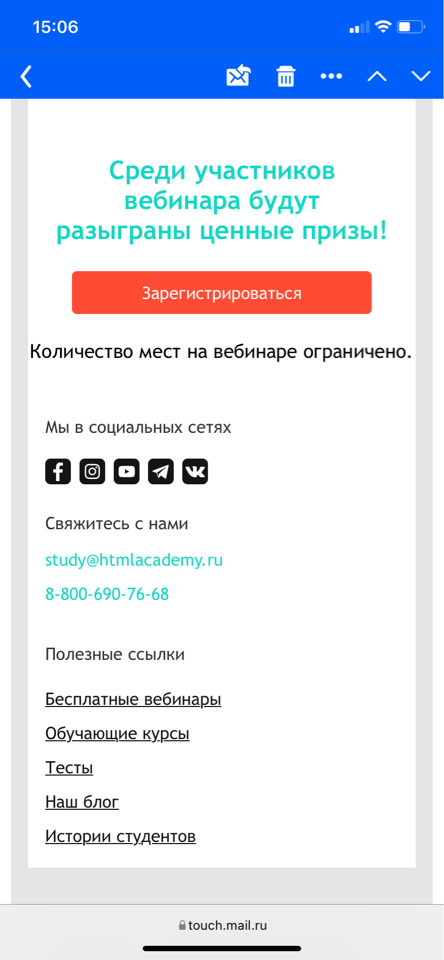 15:06
Среди участников
вебинара будут
разыграны ценные призы!
Зарегистрироваться
Количество мест на вебинаре ограничено.
Мы в социальных сетях
Свяжитесь с нами
study@htmlacademy.ru
8-800-690-76-68
Полезные ссылки
Бесплатные вебинары
Обучающие курсы
Тесты
Наш блог
Истории студентов
touch.mail.ru